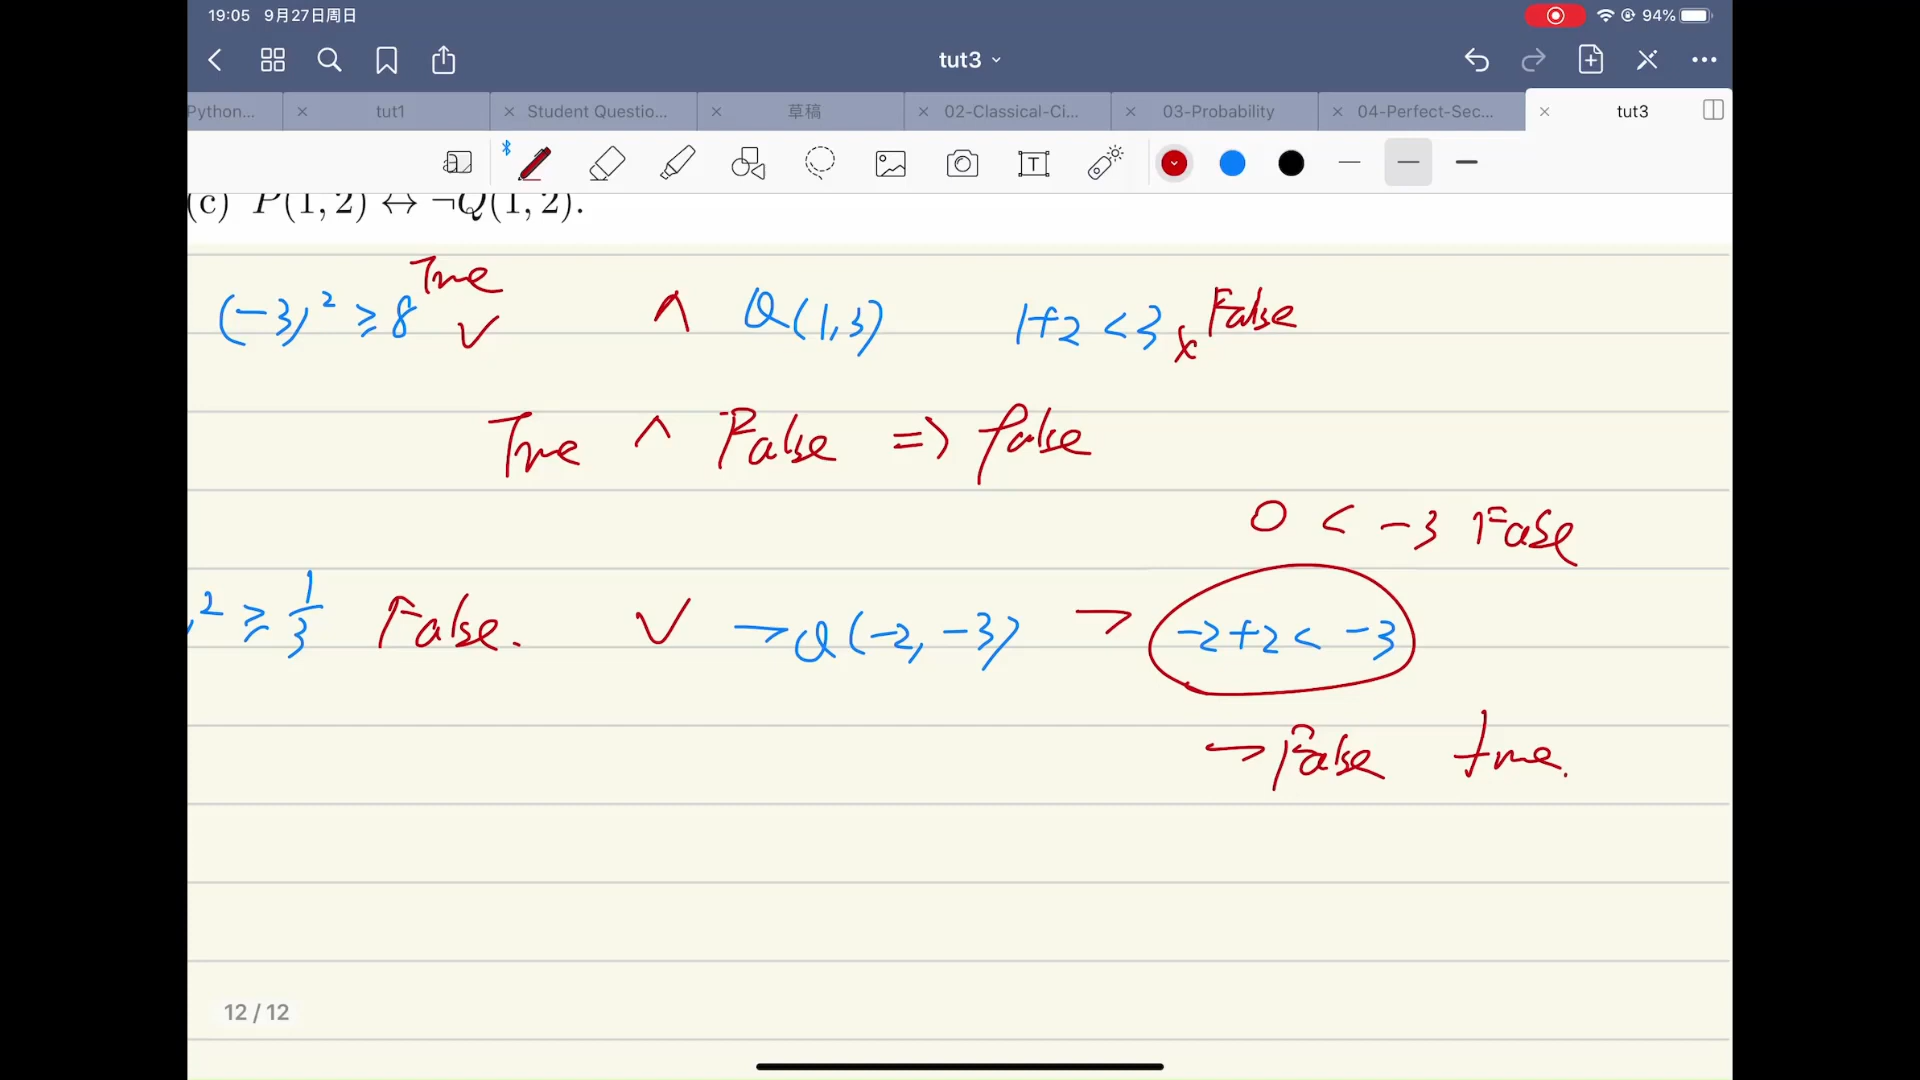 19:05 9月27日周日 94%
tut3
Python... tut1 Student Questio... 草稿 02-Classical-Ci... 03-Probability 04-Perfect-Sec... tut3
(c) P(1, 2) ↔ ¬Q(1, 2).
True
(-3)² ≥ 8 ✓ ∧ Q(1,3) 1+2 < 3 x False
True ∧ False => false
0 < -3 False
² ≥ 1/3 False. ∨ ¬Q(-2, -3) ¬ -2+2 < -3
¬False true.
12 / 12